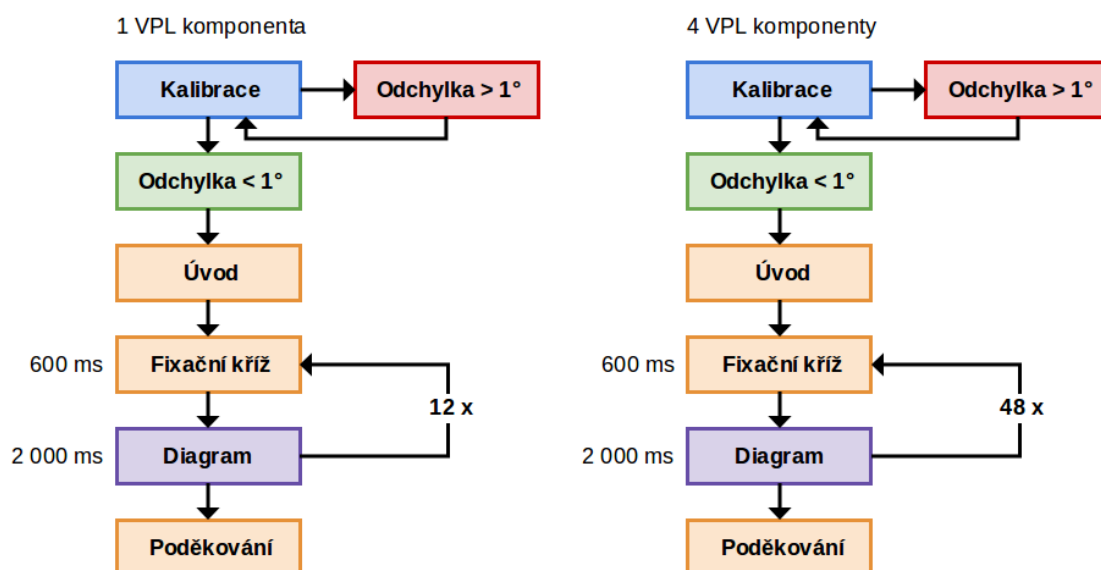 1 VPL komponenta
Kalibrace
Odchylka > 1°
Odchylka < 1°
Úvod
600 ms
Fixační kříž
12 x
2 000 ms
Diagram
Poděkování
4 VPL komponenty
Kalibrace
Odchylka > 1°
Odchylka < 1°
Úvod
600 ms
Fixační kříž
48 x
2 000 ms
Diagram
Poděkování